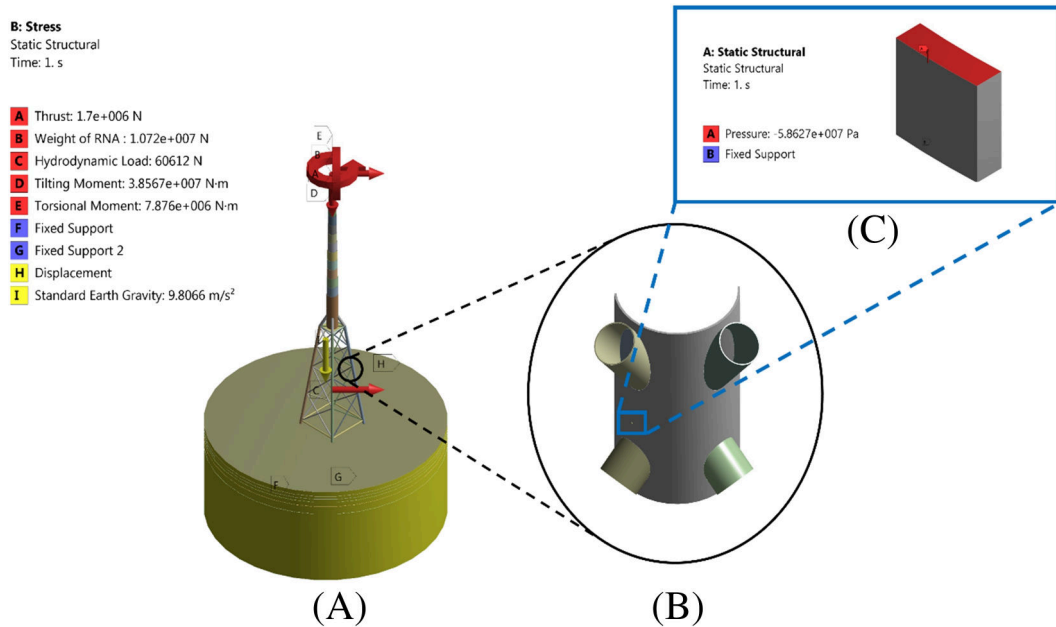 B: Stress
Static Structural
Time: 1. s
A Thrust: 1.7e+006 N
B Weight of RNA : 1.072e+007 N
C Hydrodynamic Load: 60612 N
D Tilting Moment: 3.8567e+007 N·m
E Torsional Moment: 7.876e+006 N·m
F Fixed Support
G Fixed Support 2
H Displacement
I Standard Earth Gravity: 9.8066 m/s²
E
B
A
D
H
C
G
F
(A)
(B)
A: Static Structural
Static Structural
Time: 1. s
A Pressure: -5.8627e+007 Pa
B Fixed Support
(C)